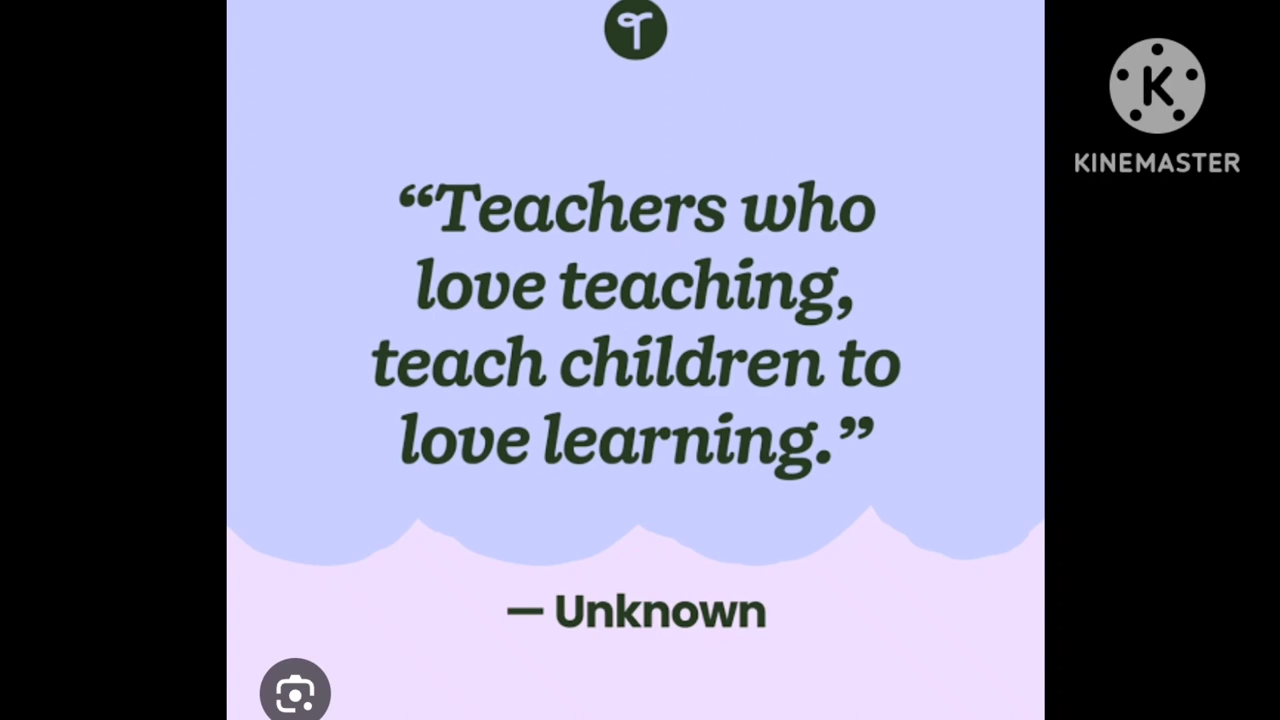 “Teachers who
love teaching,
teach children to
love learning.”
— Unknown
KINEMASTER